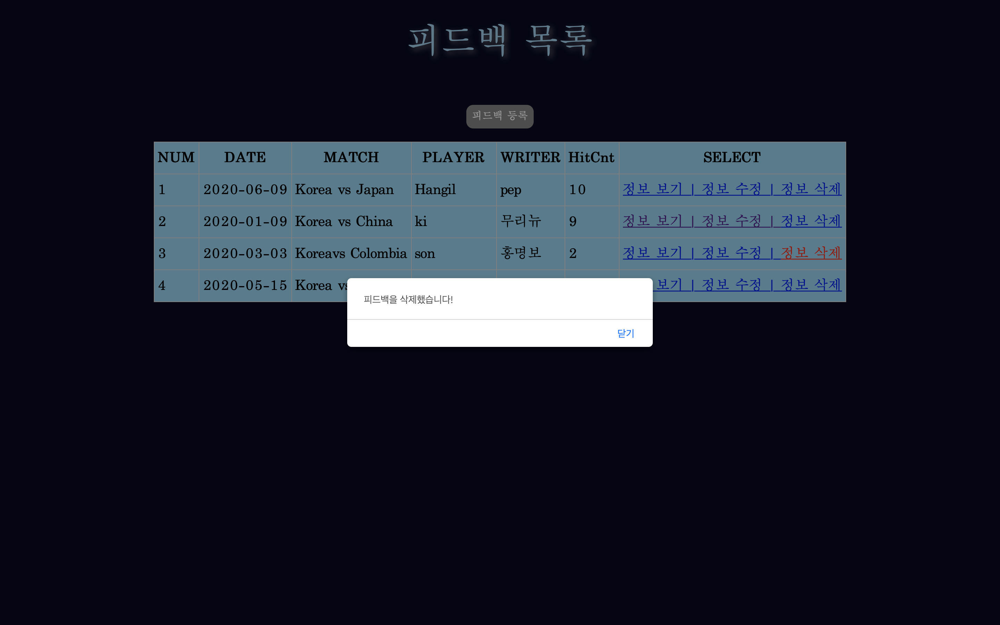 피드백 목록
피드백 등록
NUM DATE MATCH PLAYER WRITER HitCnt SELECT
1 2020-06-09 Korea vs Japan Hangil pep 10 정보 보기 | 정보 수정 | 정보 삭제
2 2020-01-09 Korea vs China ki 무리뉴 9 정보 보기 | 정보 수정 | 정보 삭제
3 2020-03-03 Koreavs Colombia son 홍명보 2 정보 보기 | 정보 수정 | 정보 삭제
4 2020-05-15 Korea vs 보기 | 정보 수정 | 정보 삭제
피드백을 삭제했습니다!
닫기